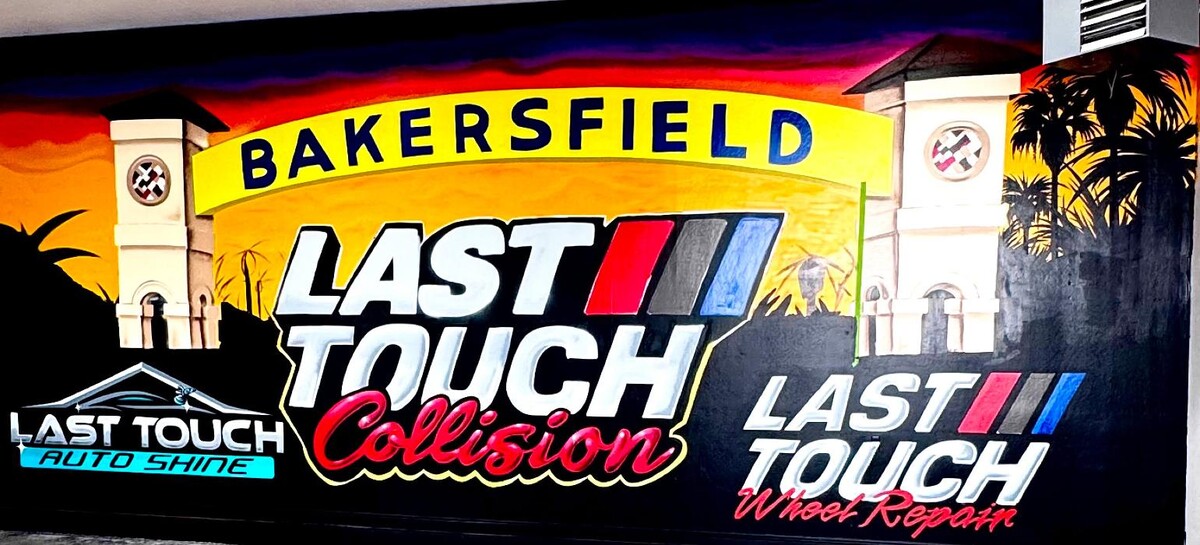 BAKERSFIELD
LAST
TOUCH
Collision
LAST TOUCH
AUTO SHINE
LAST
TOUCH
Wheel Repair